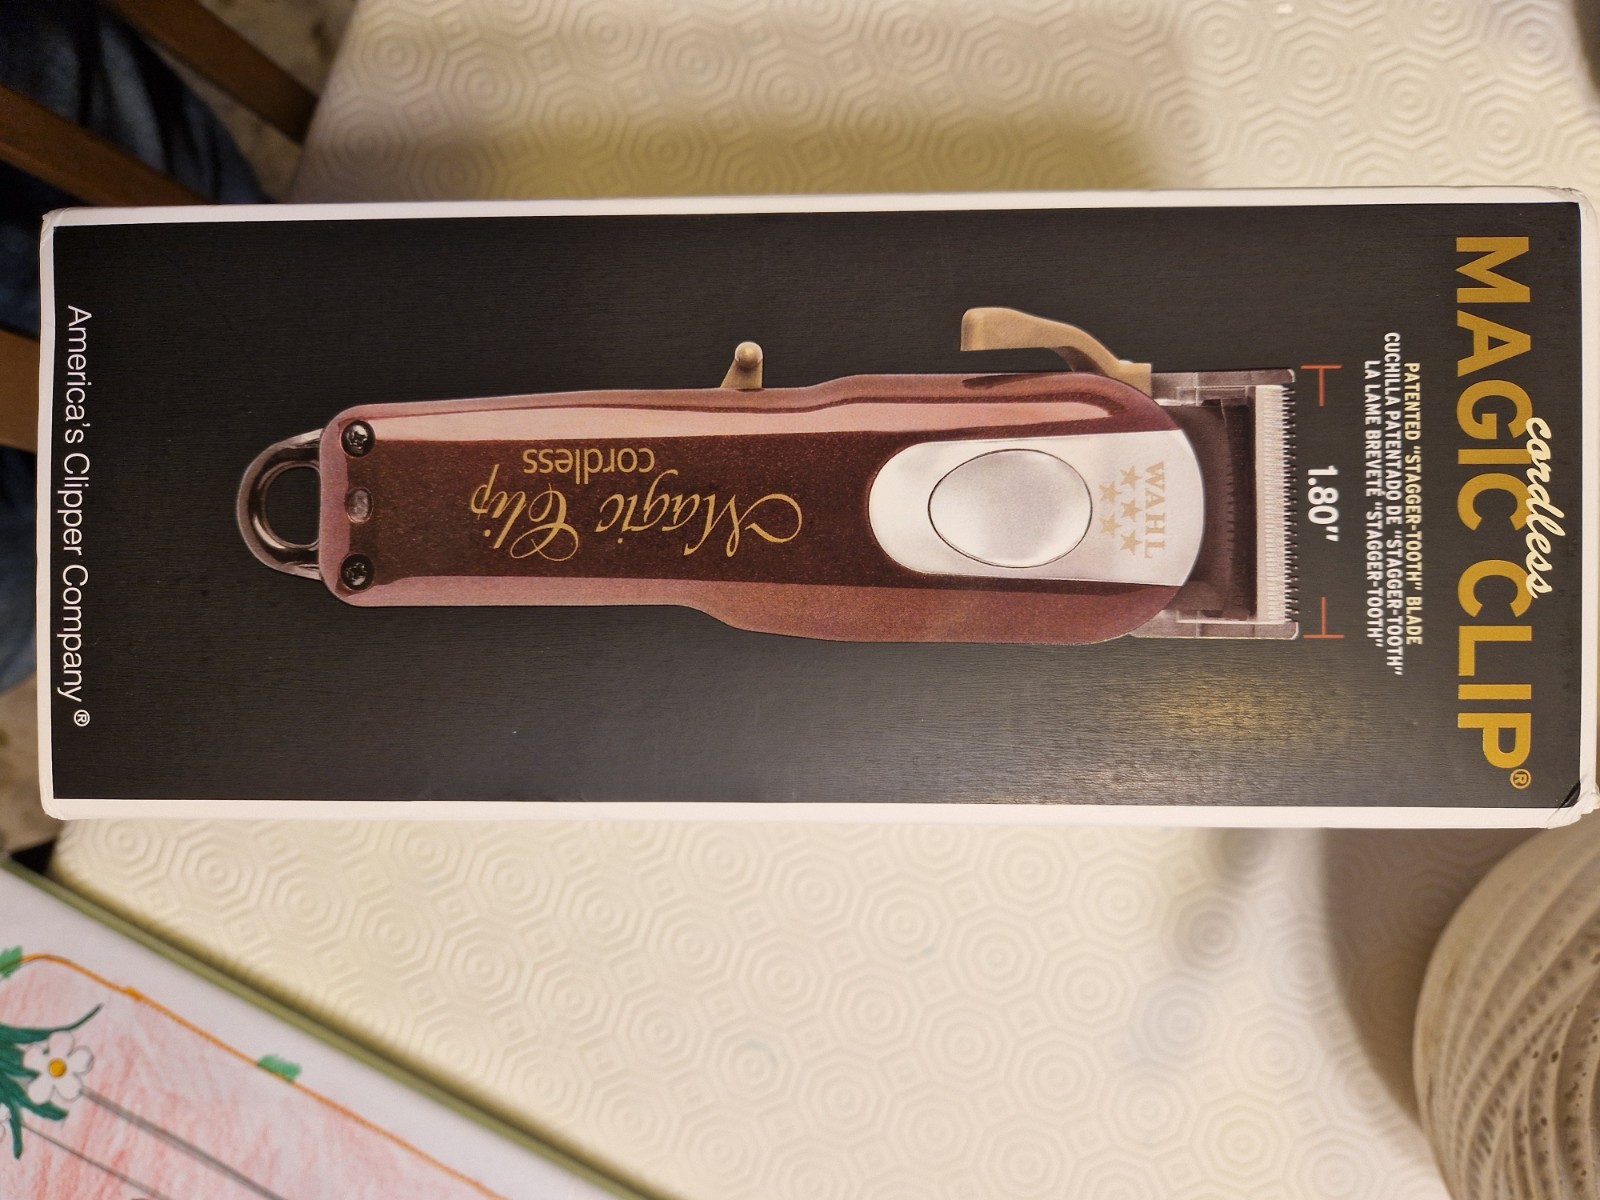 cordless
MAGIC CLIP®
PATENTED "STAGGER-TOOTH" BLADE
CUCHILLA PATENTADO DE "STAGGER-TOOTH"
LA LAME BREVETÉ "STAGGER-TOOTH"
1.80"
WAHL
Magic Clip
cordless
America's Clipper Company®